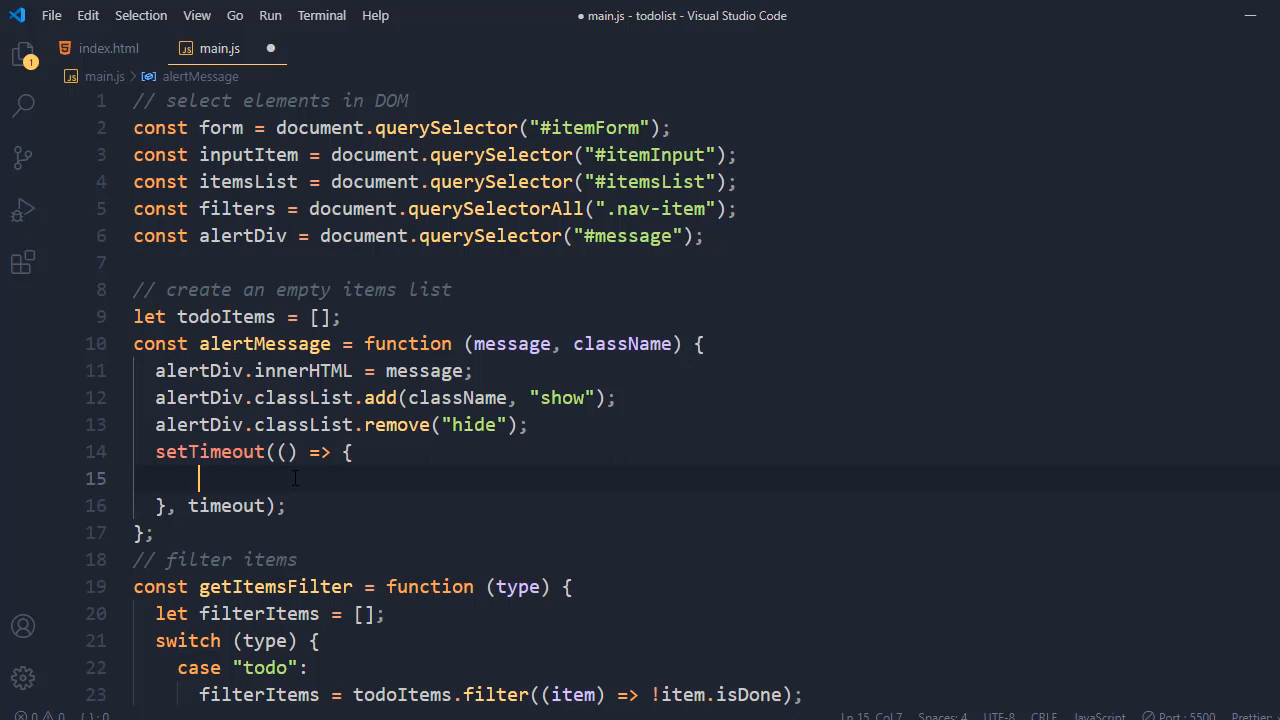 File Edit Selection View Go Run Terminal Help ● main.js - todolist - Visual Studio Code
index.html JS main.js ●
1
JS main.js > alertMessage
1 // select elements in DOM
2 const form = document.querySelector("#itemForm");
3 const inputItem = document.querySelector("#itemInput");
4 const itemsList = document.querySelector("#itemsList");
5 const filters = document.querySelectorAll(".nav-item");
6 const alertDiv = document.querySelector("#message");
7
8 // create an empty items list
9 let todoItems = [];
10 const alertMessage = function (message, className) {
11 alertDiv.innerHTML = message;
12 alertDiv.classList.add(className, "show");
13 alertDiv.classList.remove("hide");
14 setTimeout(() => {
15
16 }, timeout);
17 };
18 // filter items
19 const getItemsFilter = function (type) {
20 let filterItems = [];
21 switch (type) {
22 case "todo":
23 filterItems = todoItems.filter((item) => !item.isDone);
0 0 Ln 15, Col 7 Spaces: 4 UTF-8 CRLF JavaScript Port : 5500 Prettier